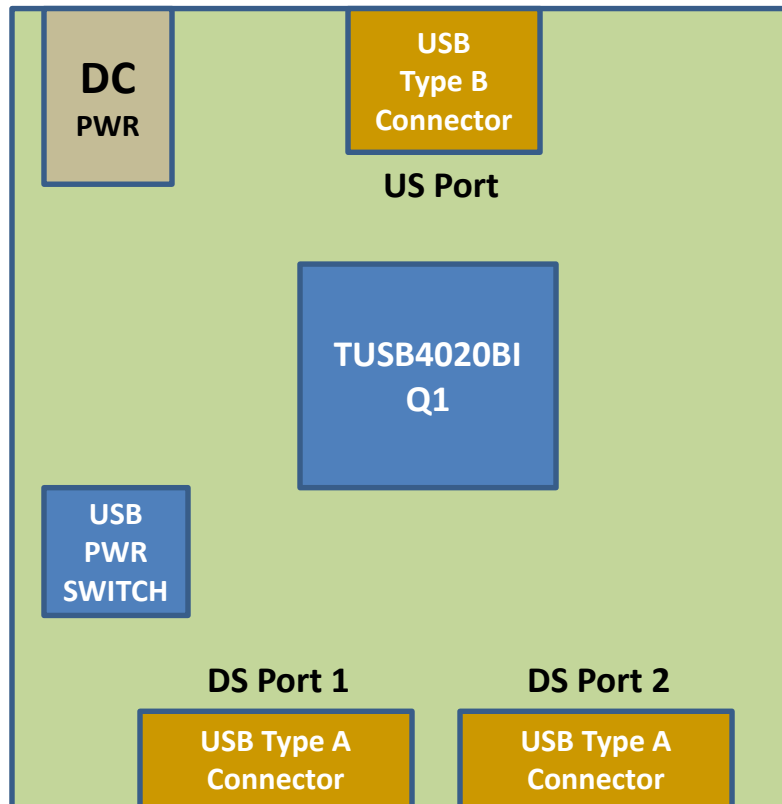 DC
PWR
USB
Type B
Connector
US Port
TUSB4020BI
Q1
USB
PWR
SWITCH
DS Port 1
DS Port 2
USB Type A
Connector
USB Type A
Connector